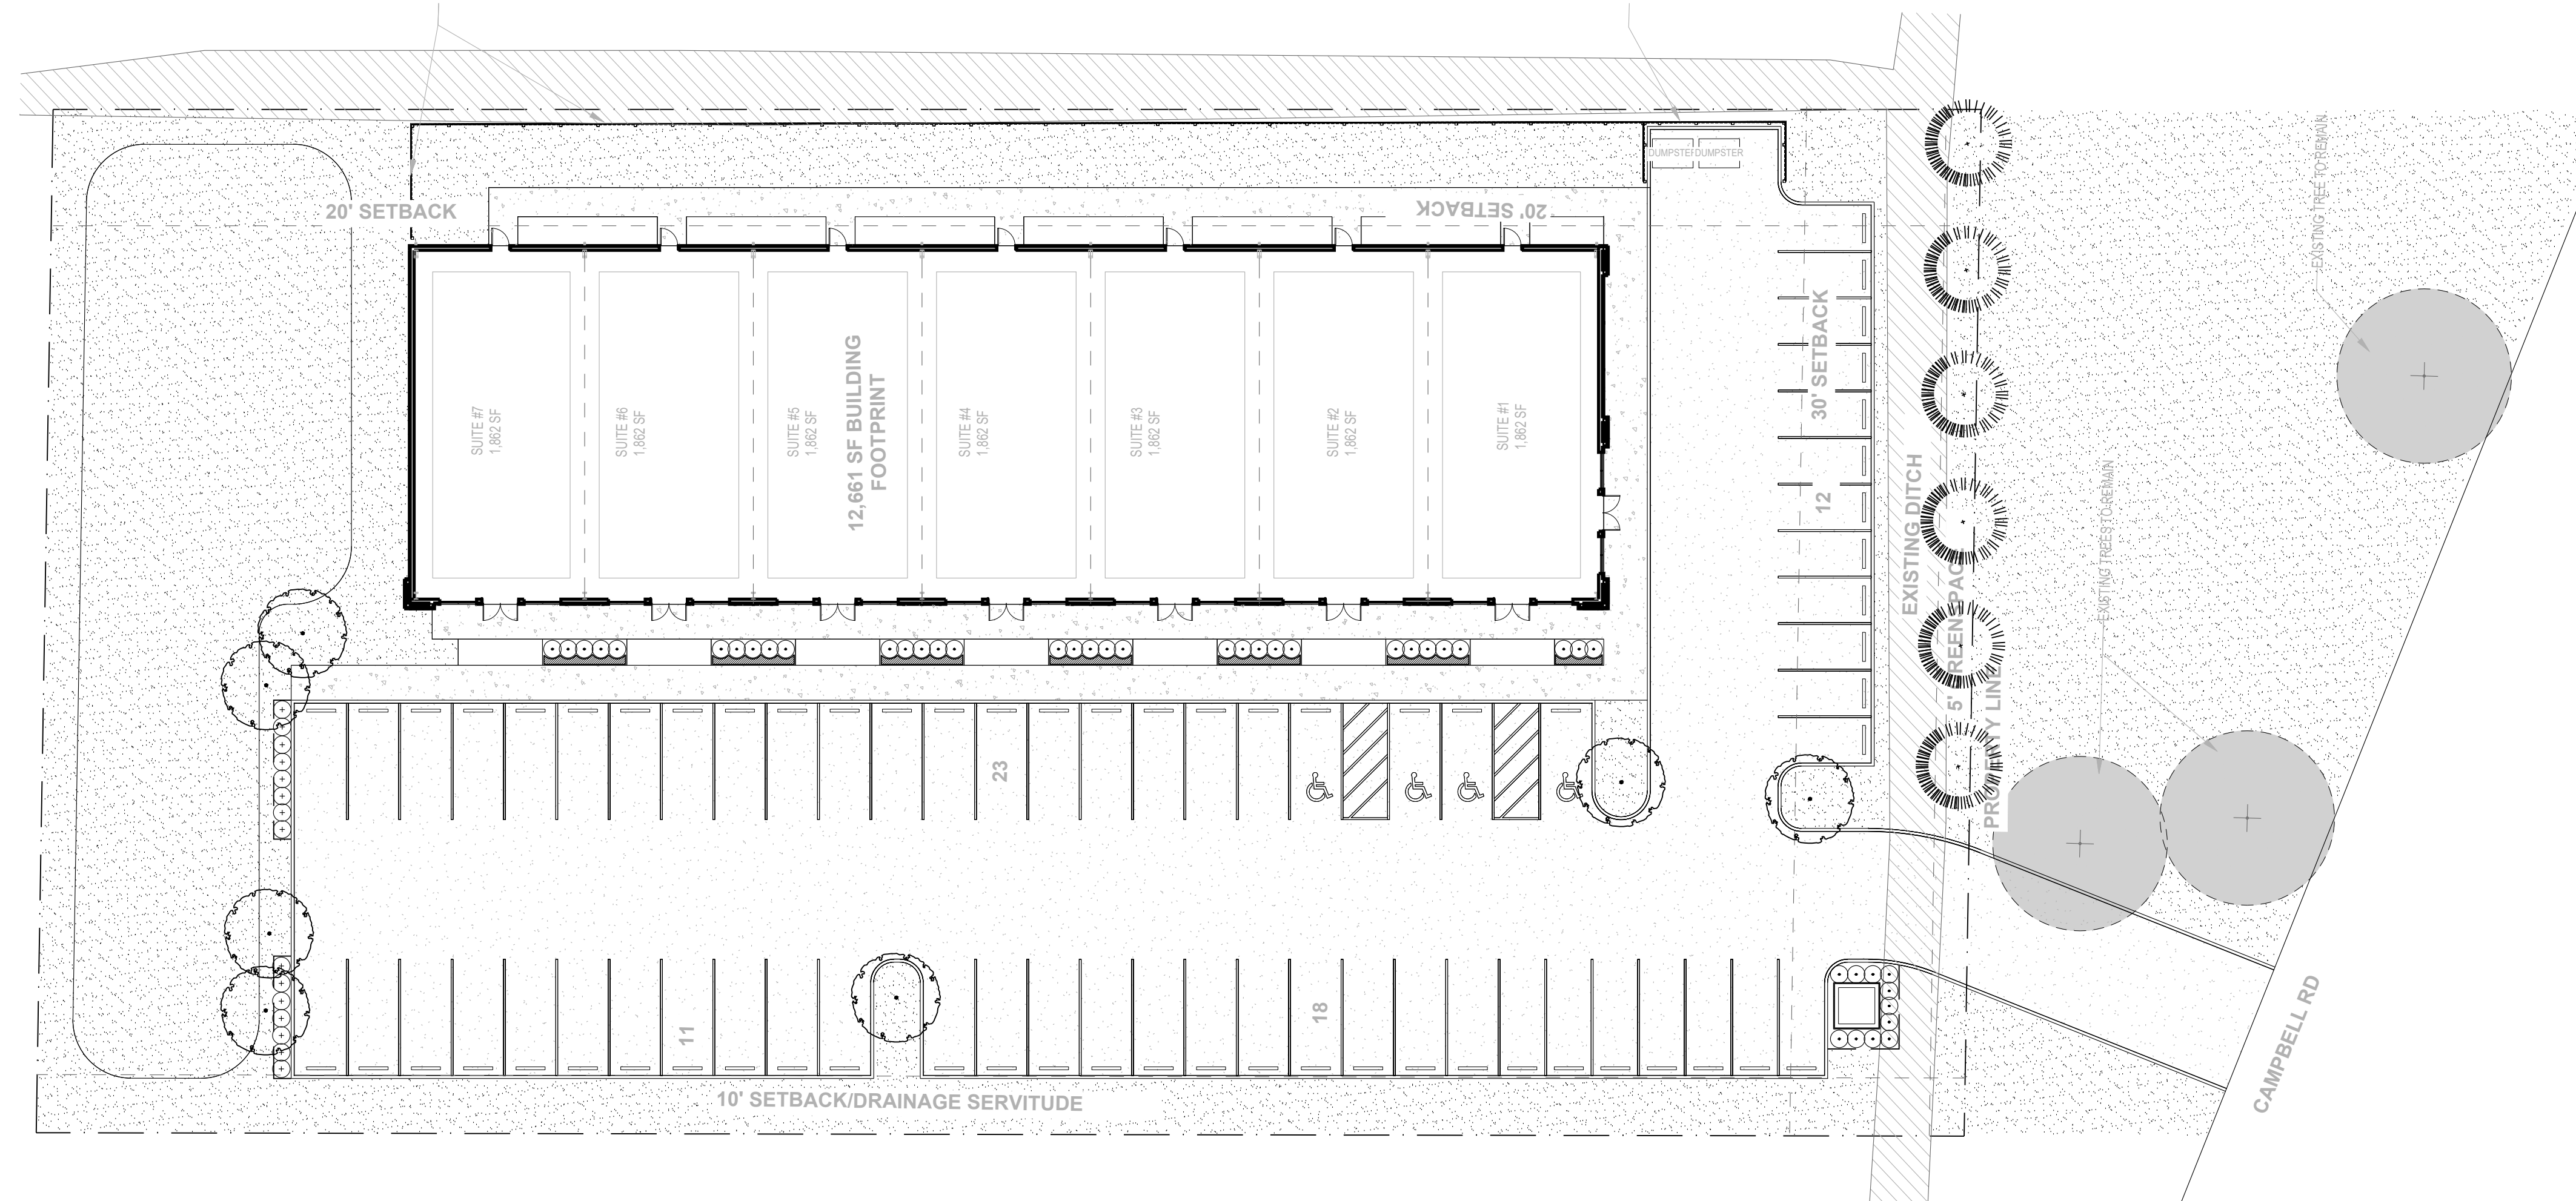 DUMPSTER
DUMPSTER
20' SETBACK
20' SETBACK
EXISTING TREE TO REMAIN
30' SETBACK
12,661 SF BUILDING
FOOTPRINT
SUITE #7
1,862 SF
SUITE #6
1,862 SF
SUITE #5
1,862 SF
SUITE #4
1,862 SF
SUITE #3
1,862 SF
SUITE #2
1,862 SF
SUITE #1
1,862 SF
12
EXISTING DITCH
EXISTING TREES TO REMAIN
5' GREENSPACE
PROPERTY LINE
23
11
18
10' SETBACK/DRAINAGE SERVITUDE
CAMPBELL RD